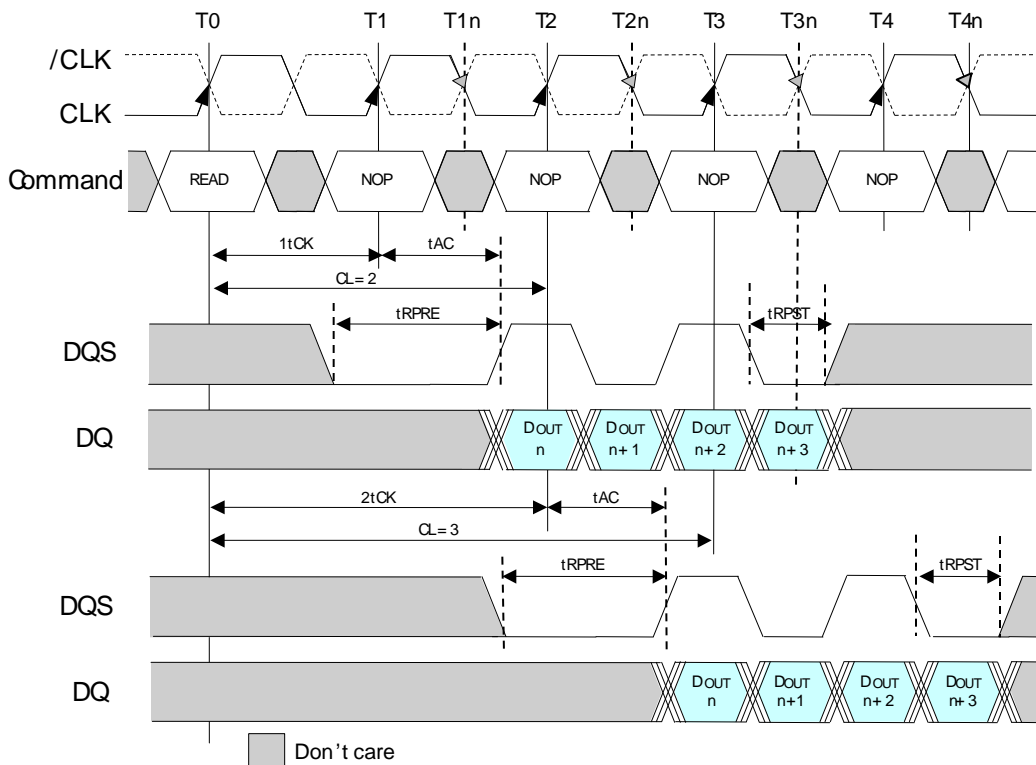 T0 T1 T1n T2 T2n T3 T3n T4 T4n
/CLK
CLK
Command READ NOP NOP NOP NOP
1tCK tAC
CL=2
tRPRE tRPST
DQS
DQ DOUT n DOUT n+1 DOUT n+2 DOUT n+3
2tCK tAC
CL=3
tRPRE tRPST
DQS
DQ DOUT n DOUT n+1 DOUT n+2 DOUT n+3
Don't care